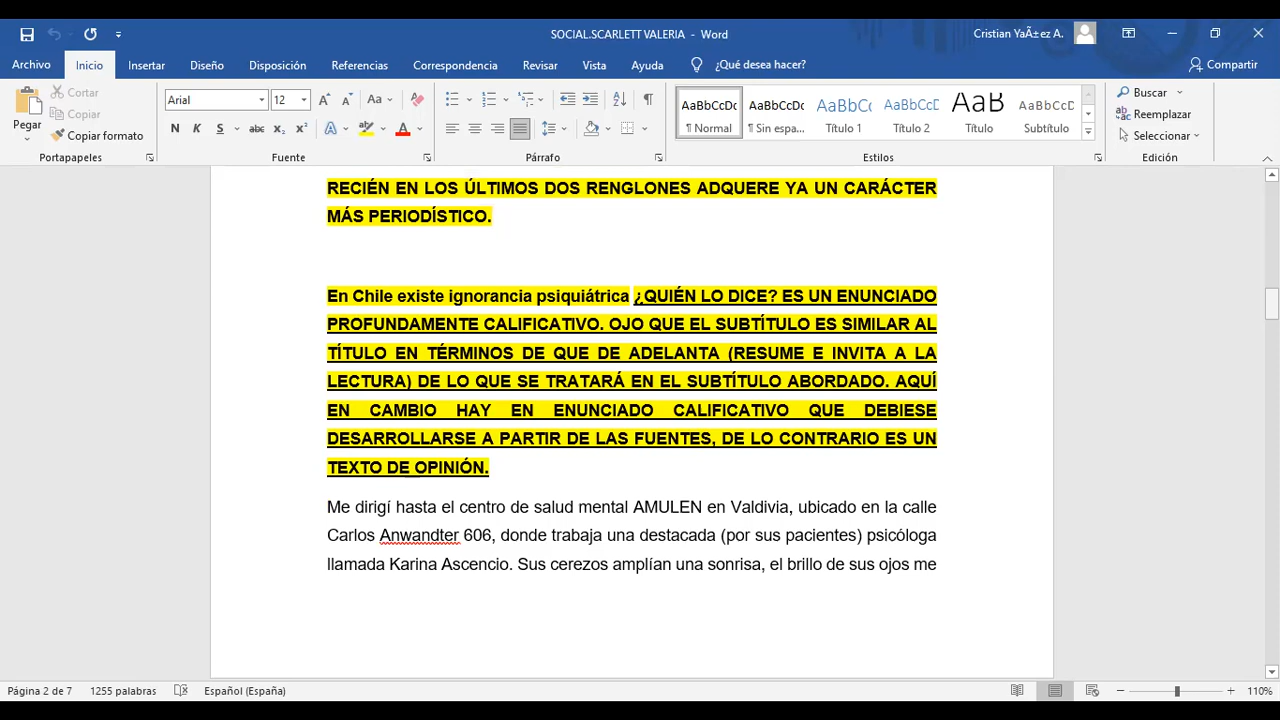 SOCIAL.SCARLETT VALERIA - Word
Cristian YaÃ±ez A.
Archivo Inicio Insertar Diseño Disposición Referencias Correspondencia Revisar Vista Ayuda ¿Qué desea hacer? Compartir
Pegar
Cortar
Copiar
Copiar formato
Portapapeles
Arial 12
Aa
N K S abc x₂ x²
Fuente
Párrafo
AaBbCcDc AaBbCcDc AaBbCcD AaBbCcD AaB AaBbCcD
¶ Normal ¶ Sin espa... Título 1 Título 2 Título Subtítulo
Estilos
Buscar
Reemplazar
Seleccionar
Edición
RECIÉN EN LOS ÚLTIMOS DOS RENGLONES ADQUERE YA UN CARÁCTER
MÁS PERIODÍSTICO.
En Chile existe ignorancia psiquiátrica ¿QUIÉN LO DICE? ES UN ENUNCIADO
PROFUNDAMENTE CALIFICATIVO. OJO QUE EL SUBTÍTULO ES SIMILAR AL
TÍTULO EN TÉRMINOS DE QUE DE ADELANTA (RESUME E INVITA A LA
LECTURA) DE LO QUE SE TRATARÁ EN EL SUBTÍTULO ABORDADO. AQUÍ
EN CAMBIO HAY EN ENUNCIADO CALIFICATIVO QUE DEBIESE
DESARROLLARSE A PARTIR DE LAS FUENTES, DE LO CONTRARIO ES UN
TEXTO DE OPINIÓN.
Me dirigí hasta el centro de salud mental AMULEN en Valdivia, ubicado en la calle
Carlos Anwandter 606, donde trabaja una destacada (por sus pacientes) psicóloga
llamada Karina Ascencio. Sus cerezos amplían una sonrisa, el brillo de sus ojos me
Página 2 de 7 1255 palabras Español (España) 110%